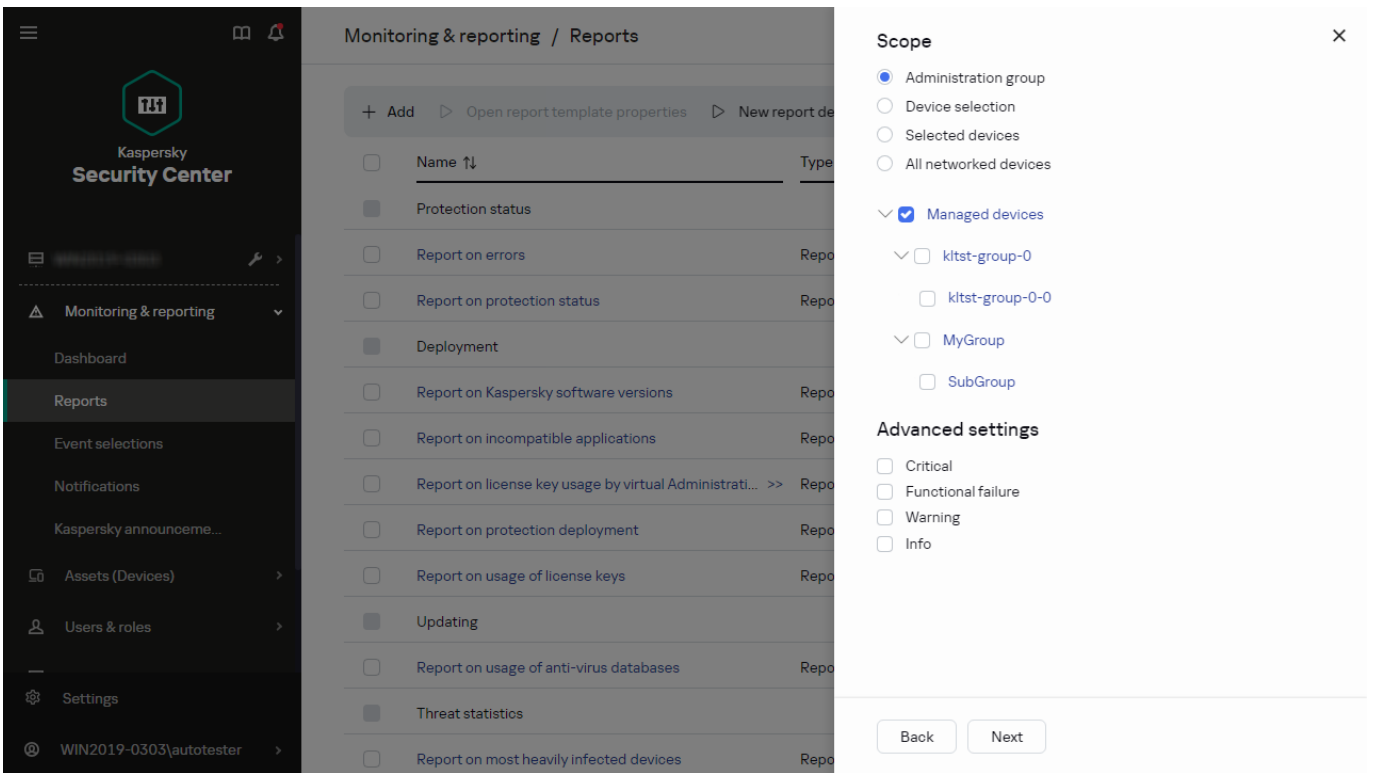 Kaspersky
Security Center
Monitoring & reporting
Dashboard
Reports
Event selections
Notifications
Kaspersky announceme...
Assets (Devices)
Users & roles
Settings
WIN2019-0303\autotester
Monitoring & reporting / Reports
+ Add Open report template properties New report de
Name Type
Protection status
Report on errors Repo
Report on protection status Repo
Deployment
Report on Kaspersky software versions Repo
Report on incompatible applications Repo
Report on license key usage by virtual Administrati... >> Repo
Report on protection deployment Repo
Report on usage of license keys Repo
Updating
Report on usage of anti-virus databases Repo
Threat statistics
Report on most heavily infected devices Repo
Scope
Administration group
Device selection
Selected devices
All networked devices
Managed devices
kltst-group-0
kltst-group-0-0
MyGroup
SubGroup
Advanced settings
Critical
Functional failure
Warning
Info
Back Next